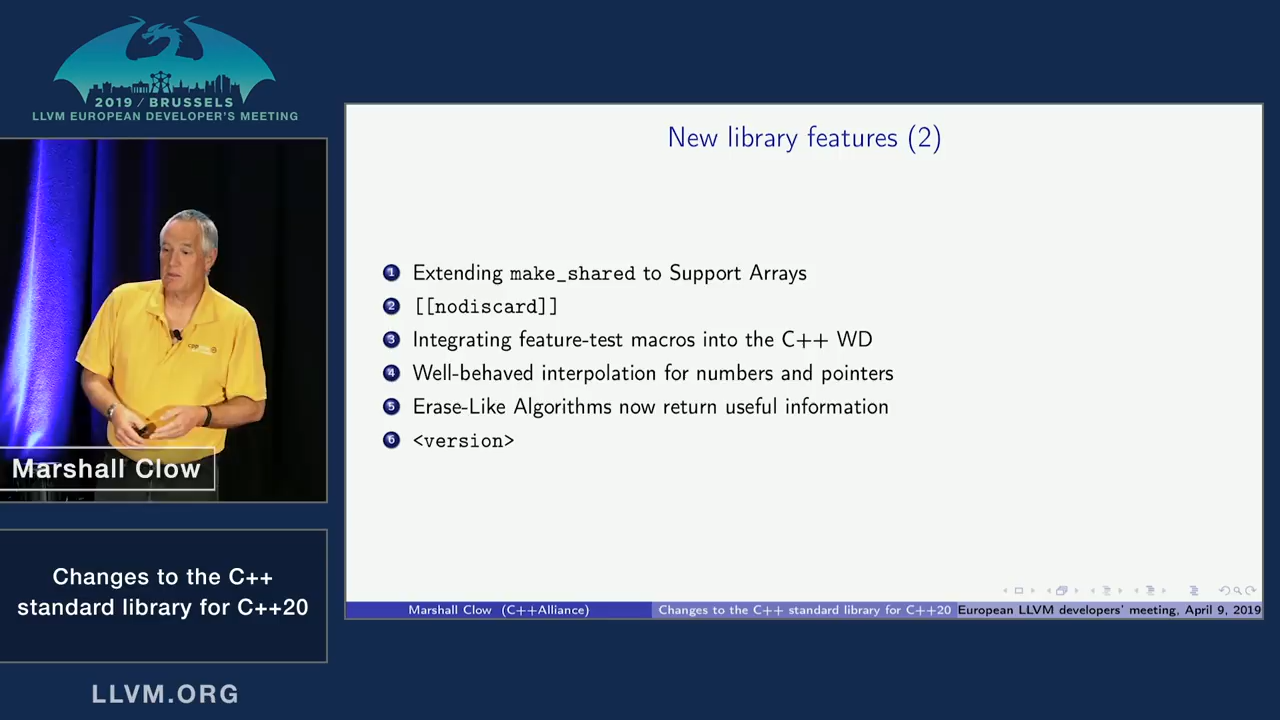 2019 / BRUSSELS
LLVM EUROPEAN DEVELOPER'S MEETING
Marshall Clow
Changes to the C++
standard library for C++20
LLVM.ORG
New library features (2)
1 Extending make_shared to Support Arrays
2 [[nodiscard]]
3 Integrating feature-test macros into the C++ WD
4 Well-behaved interpolation for numbers and pointers
5 Erase-Like Algorithms now return useful information
6 <version>
Marshall Clow (C++Alliance) Changes to the C++ standard library for C++20 European LLVM developers' meeting, April 9, 2019